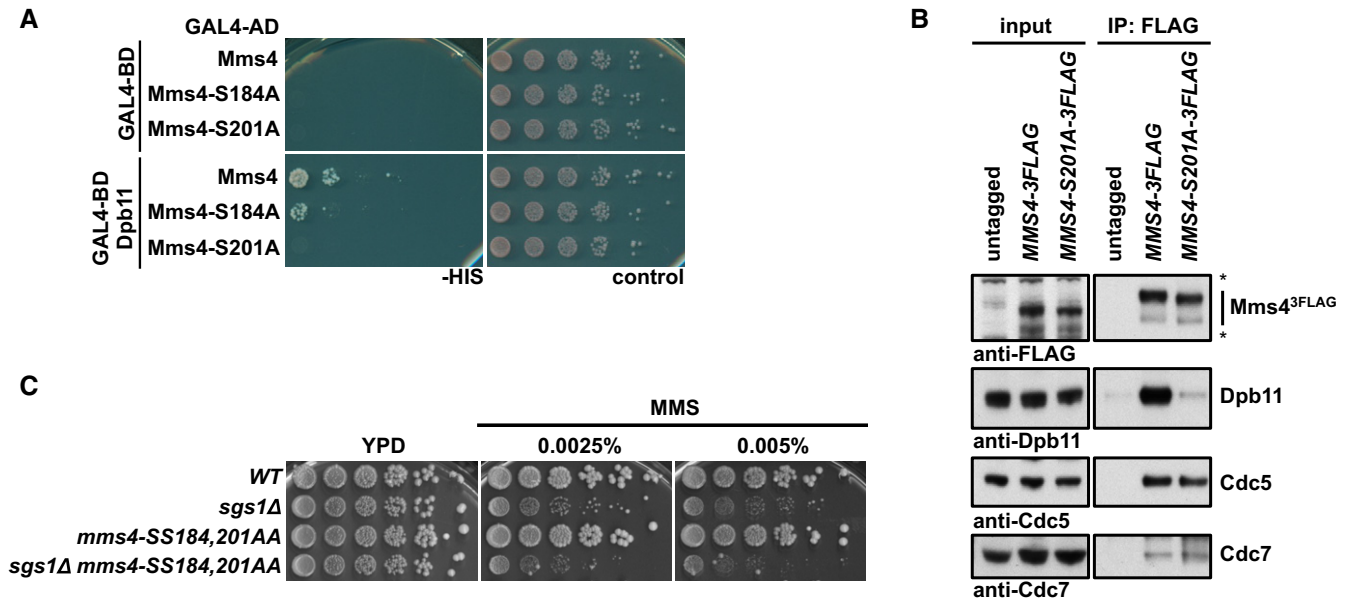 A
GAL4-AD
GAL4-BD
Mms4
Mms4-S184A
Mms4-S201A
GAL4-BD
Dpb11
Mms4
Mms4-S184A
Mms4-S201A
-HIS
control
B
input
IP: FLAG
untagged
MMS4-3FLAG
MMS4-S201A-3FLAG
untagged
MMS4-3FLAG
MMS4-S201A-3FLAG
*
Mms43FLAG
*
anti-FLAG
Dpb11
anti-Dpb11
Cdc5
anti-Cdc5
Cdc7
anti-Cdc7
C
MMS
YPD
0.0025%
0.005%
WT
sgs1Δ
mms4-SS184,201AA
sgs1Δ mms4-SS184,201AA